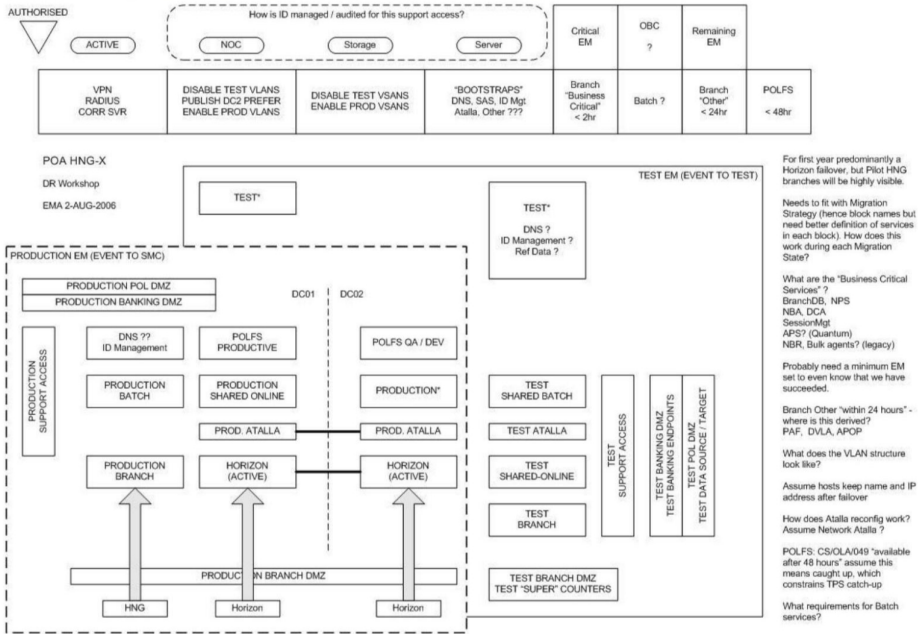 AUTHORISED
How is ID managed / audited for this support access?
ACTIVE
NOC
Storage
Server
Critical
EM
OBC
?
Remaining
EM
VPN
RADIUS
CORR SVR
DISABLE TEST VLANS
PUBLISH DC2 PREFER
ENABLE PROD VLANS
DISABLE TEST VSANS
ENABLE PROD VSANS
"BOOTSTRAPS"
DNS, SAS, ID Mgt
Atalla, Other ???
Branch
"Business
Critical"
< 2hr
Batch ?
Branch
"Other"
< 24hr
POLFS
< 48hr
POA HNG-X
DR Workshop
EMA 2-AUG-2006
TEST EM (EVENT TO TEST)
TEST*
TEST*
DNS ?
ID Management ?
Ref Data ?
PRODUCTION EM (EVENT TO SMC)
PRODUCTION POL DMZ
PRODUCTION BANKING DMZ
DC01
DC02
PRODUCTION
SUPPORT ACCESS
DNS ??
ID Management
POLFS
PRODUCTIVE
POLFS QA / DEV
PRODUCTION
BATCH
PRODUCTION
SHARED ONLINE
PRODUCTION*
PROD. ATALLA
PROD. ATALLA
PRODUCTION
BRANCH
HORIZON
(ACTIVE)
HORIZON
(ACTIVE)
PRODUCTION BRANCH DMZ
HNG
Horizon
Horizon
TEST
SHARED BATCH
TEST ATALLA
TEST
SHARED-ONLINE
TEST
BRANCH
TEST
SUPPORT ACCESS
TEST BANKING DMZ
TEST BANKING ENDPOINTS
TEST POL DMZ
TEST DATA SOURCE / TARGET
TEST BRANCH DMZ
TEST "SUPER" COUNTERS
For first year predominantly a
Horizon failover, but Pilot HNG
branches will be highly visible.
Needs to fit with Migration
Strategy (hence block names but
need better definition of services
in each block). How does this
work during each Migration
State?
What are the "Business Critical
Services" ?
BranchDB, NPS
NBA, DCA
SessionMgt
APS? (Quantum)
NBR, Bulk agents? (legacy)
Probably need a minimum EM
set to even know that we have
succeeded.
Branch Other "within 24 hours" -
where is this derived?
PAF, DVLA, APOP
What does the VLAN structure
look like?
Assume hosts keep name and IP
address after failover
How does Atalla reconfig work?
Assume Network Atalla ?
POLFS: CS/OLA/049 "available
after 48 hours" assume this
means caught up, which
constrains TPS catch-up
What requirements for Batch
services?